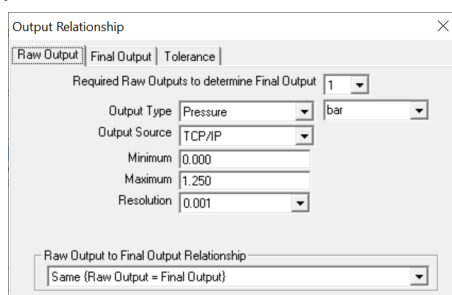 Output Relationship
Raw Output Final Output Tolerance
Required Raw Outputs to determine Final Output 1
Output Type Pressure bar
Output Source TCP/IP
Minimum 0.000
Maximum 1.250
Resolution 0.001
Raw Output to Final Output Relationship
Same {Raw Output = Final Output}